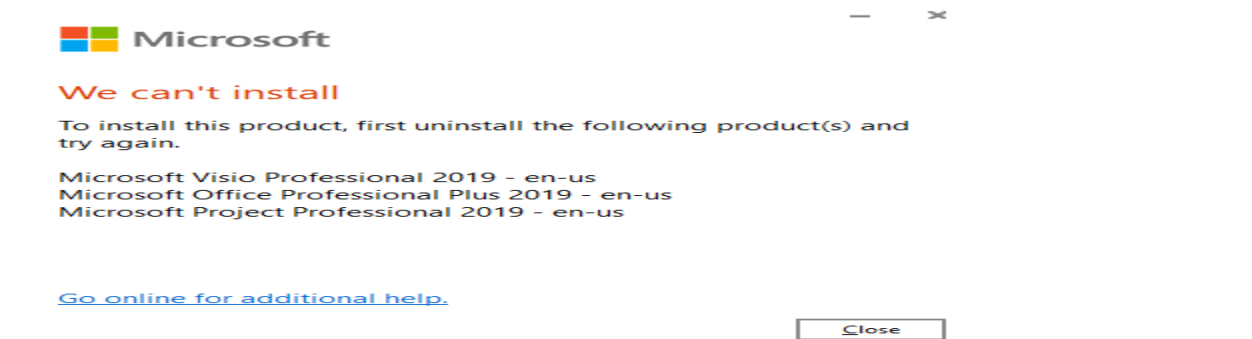 Microsoft
We can't install
To install this product, first uninstall the following product(s) and
try again.
Microsoft Visio Professional 2019 - en-us
Microsoft Office Professional Plus 2019 - en-us
Microsoft Project Professional 2019 - en-us
Go online for additional help.
Close